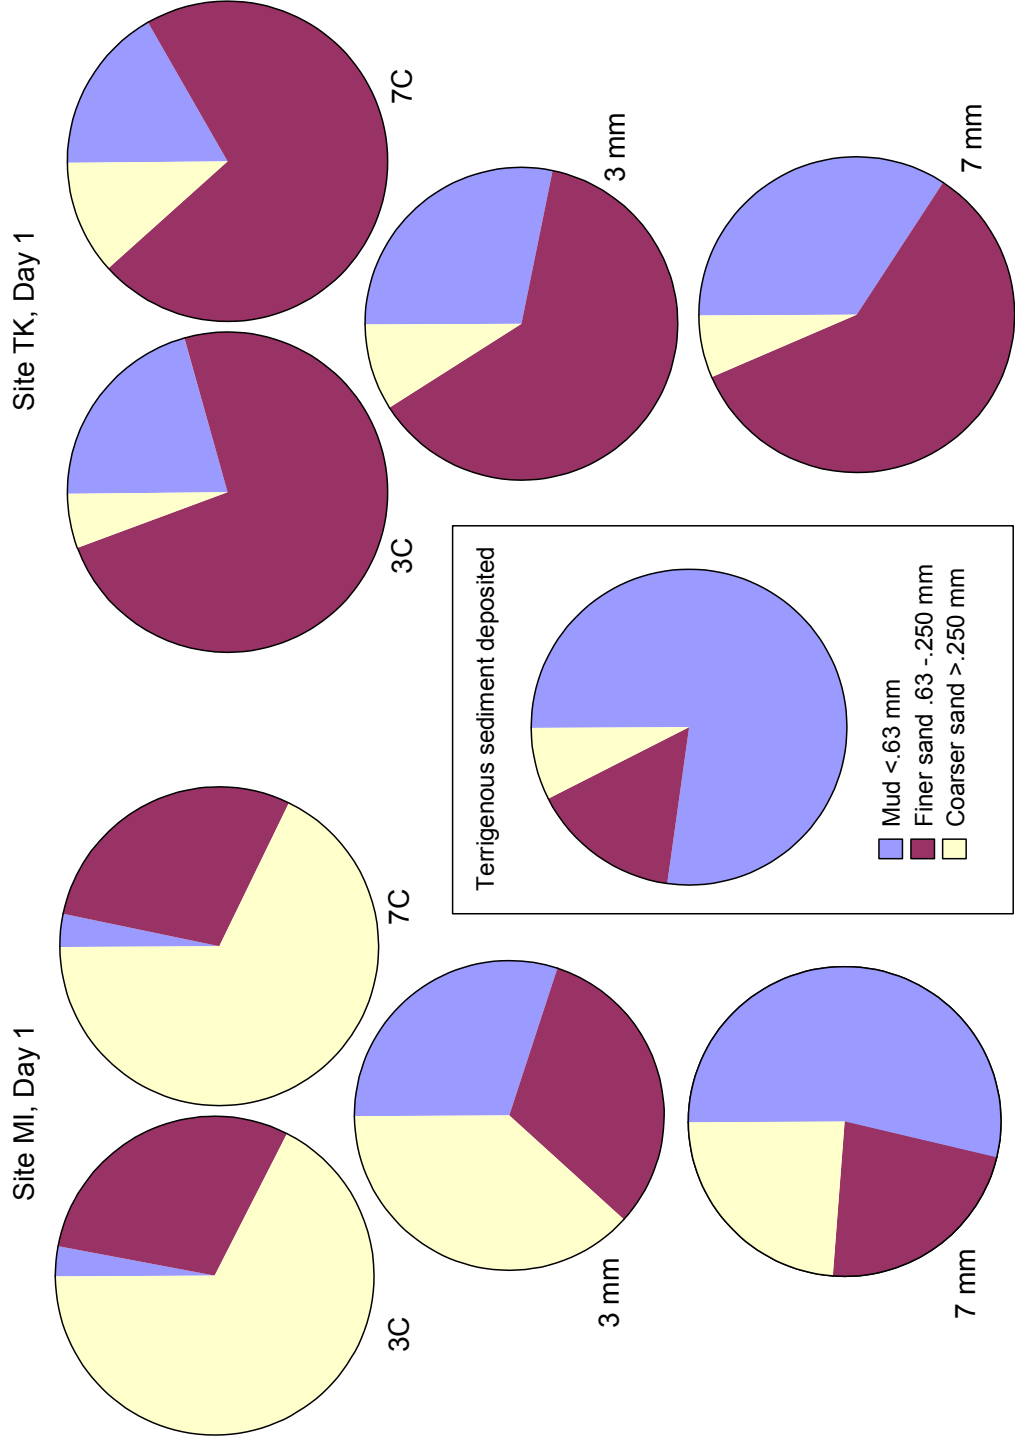 Site MI, Day 1
3C
7C
3 mm
7 mm
Site TK, Day 1
3C
7C
3 mm
7 mm
Terrigenous sediment deposited
Mud <.63 mm
Finer sand .63 -.250 mm
Coarser sand >.250 mm